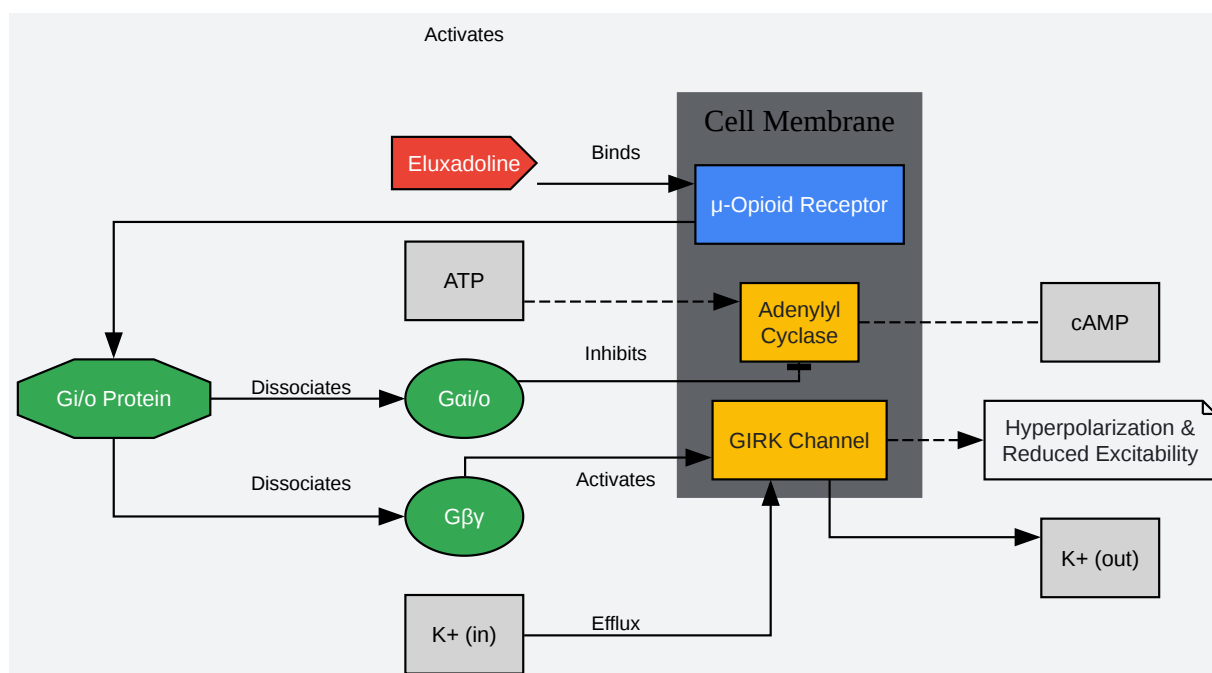 Activates
Cell Membrane
Eluxadoline
Binds
μ-Opioid Receptor
ATP
Adenylyl
Cyclase
cAMP
Inhibits
Gi/o Protein
Dissociates
Gαi/o
GIRK Channel
Hyperpolarization &
Reduced Excitability
Dissociates
Activates
Gβγ
K+ (out)
K+ (in)
Efflux